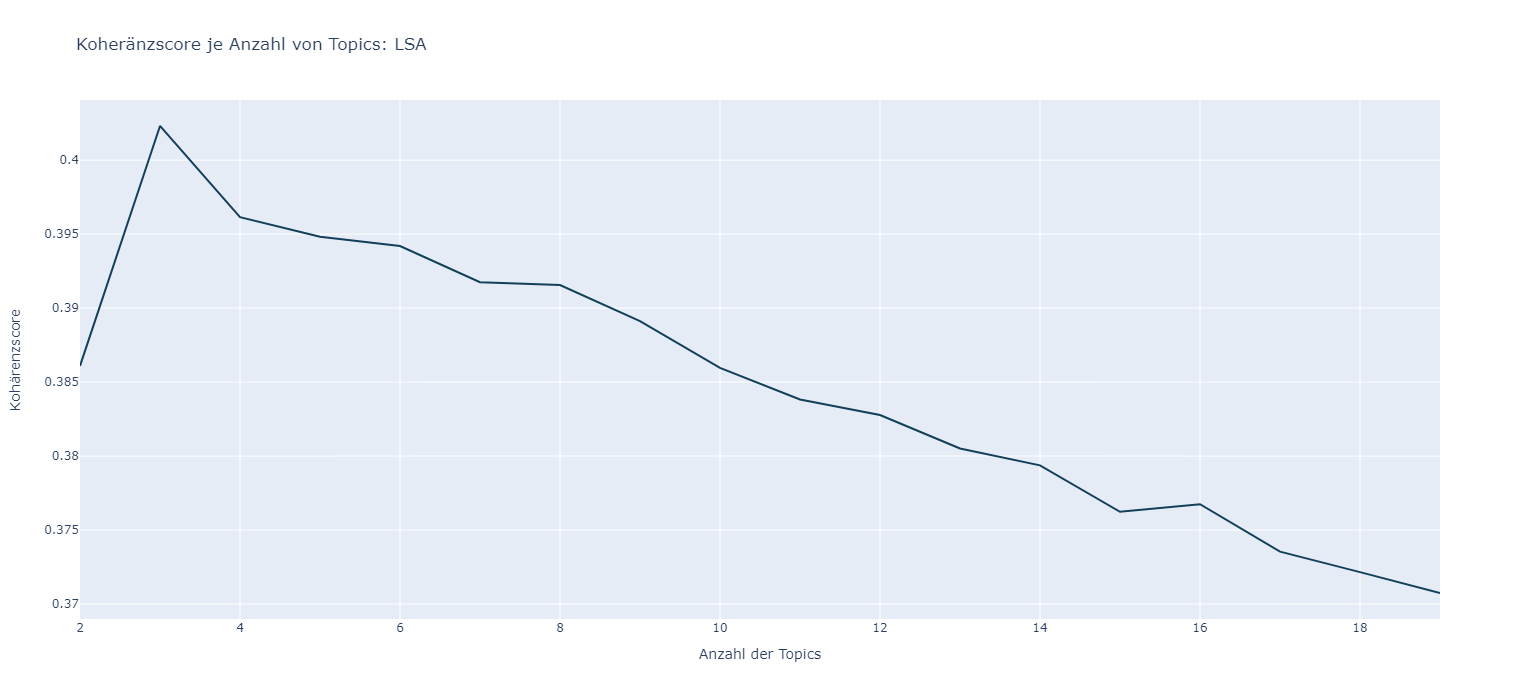 Koheränzscore je Anzahl von Topics: LSA
0.4
0.395
0.39
0.385
0.38
0.375
0.37
Kohärenzscore
2 4 6 8 10 12 14 16 18
Anzahl der Topics